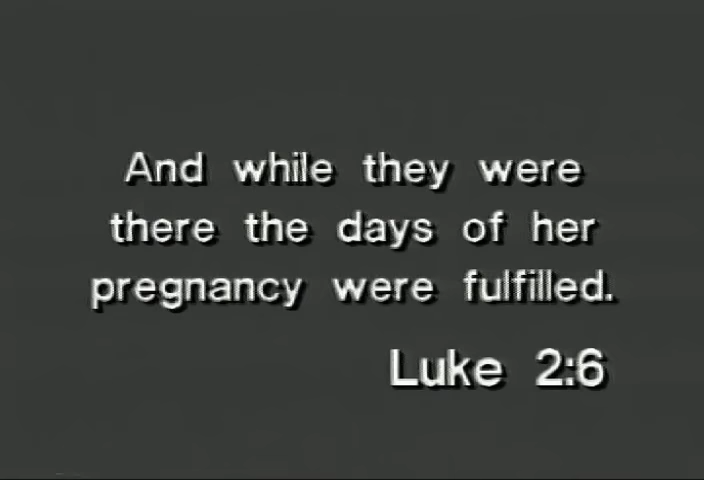 And while they were
there the days of her
pregnancy were fulfilled.
Luke 2:6